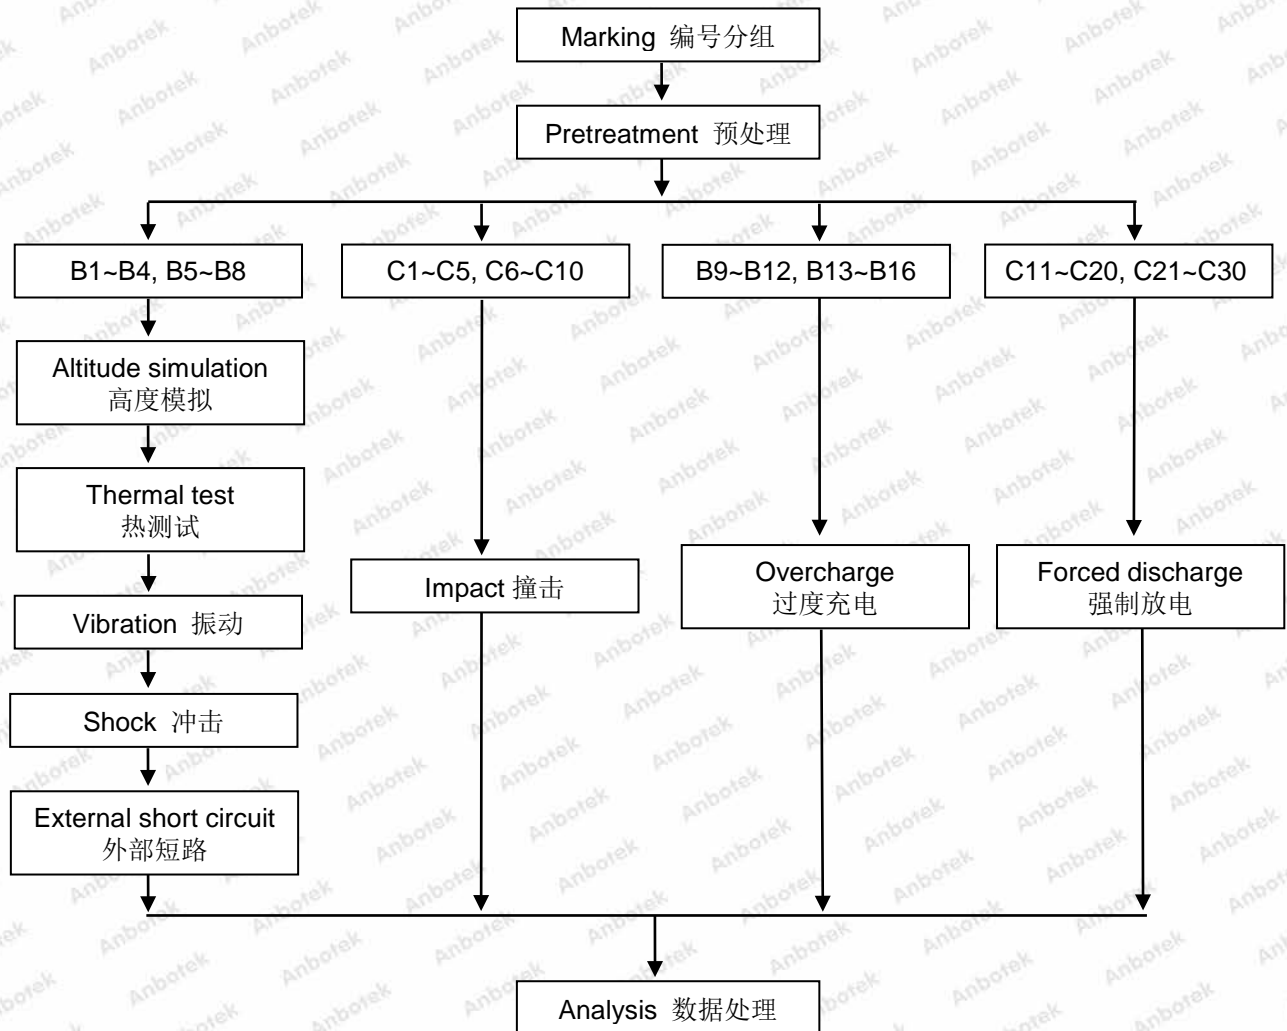 Marking 编号分组
Pretreatment 预处理
B1~B4, B5~B8
C1~C5, C6~C10
B9~B12, B13~B16
C11~C20, C21~C30
Altitude simulation
高度模拟
Thermal test
热测试
Vibration 振动
Shock 冲击
External short circuit
外部短路
Impact 撞击
Overcharge
过度充电
Forced discharge
强制放电
Analysis 数据处理
Anbotek